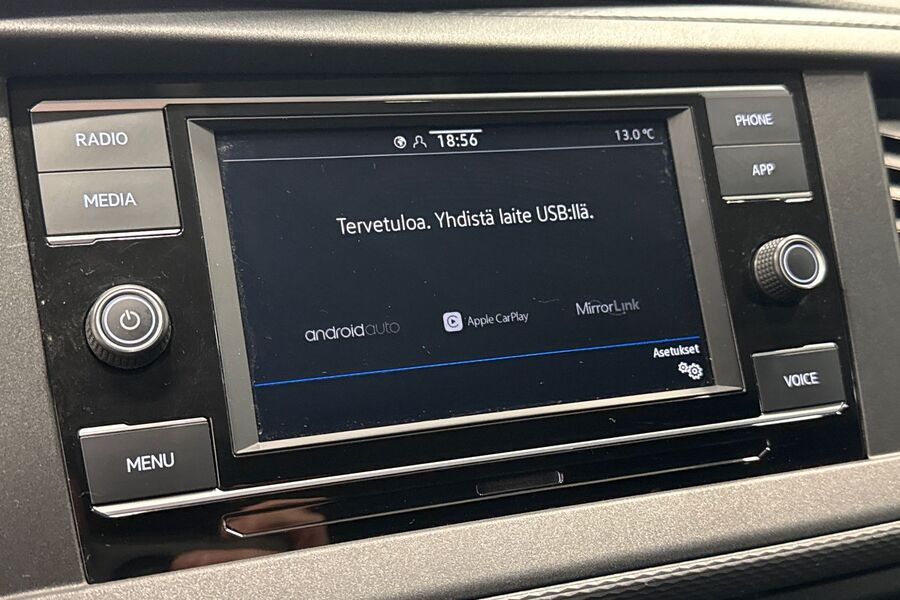 RADIO
MEDIA
MENU
18:56
13.0 °C
Tervetuloa. Yhdistä laite USB:llä.
androidauto
Apple CarPlay
MirrorLink
Asetukset
PHONE
APP
VOICE